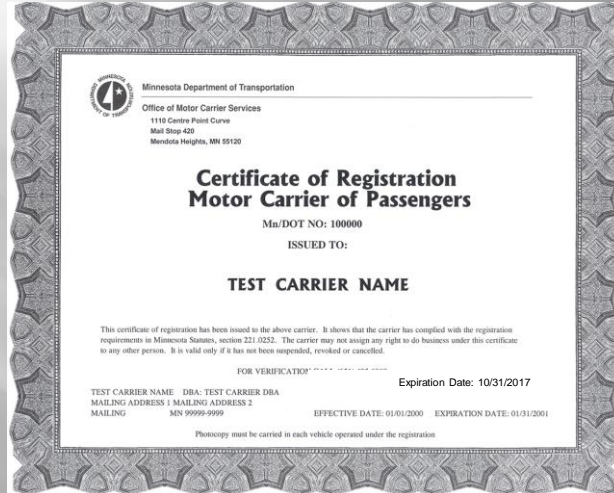 MINNESOTA DEPARTMENT OF TRANSPORTATION
Minnesota Department of Transportation
Office of Motor Carrier Services
1110 Centre Point Curve
Mail Stop 420
Mendota Heights, MN 55120
Certificate of Registration
Motor Carrier of Passengers
Mn/DOT NO: 100000
ISSUED TO:
TEST CARRIER NAME
This certificate of registration has been issued to the above carrier. It shows that the carrier has complied with the registration
requirements in Minnesota Statutes, section 221.0252. The carrier may not assign any right to do business under this certificate
to any other person. It is valid only if it has not been suspended, revoked or cancelled.
FOR VERIFICATION
Expiration Date: 10/31/2017
TEST CARRIER NAME DBA: TEST CARRIER DBA
MAILING ADDRESS 1 MAILING ADDRESS 2
MAILING MN 99999-9999 EFFECTIVE DATE: 01/01/2000 EXPIRATION DATE: 01/31/2001
Photocopy must be carried in each vehicle operated under the registration